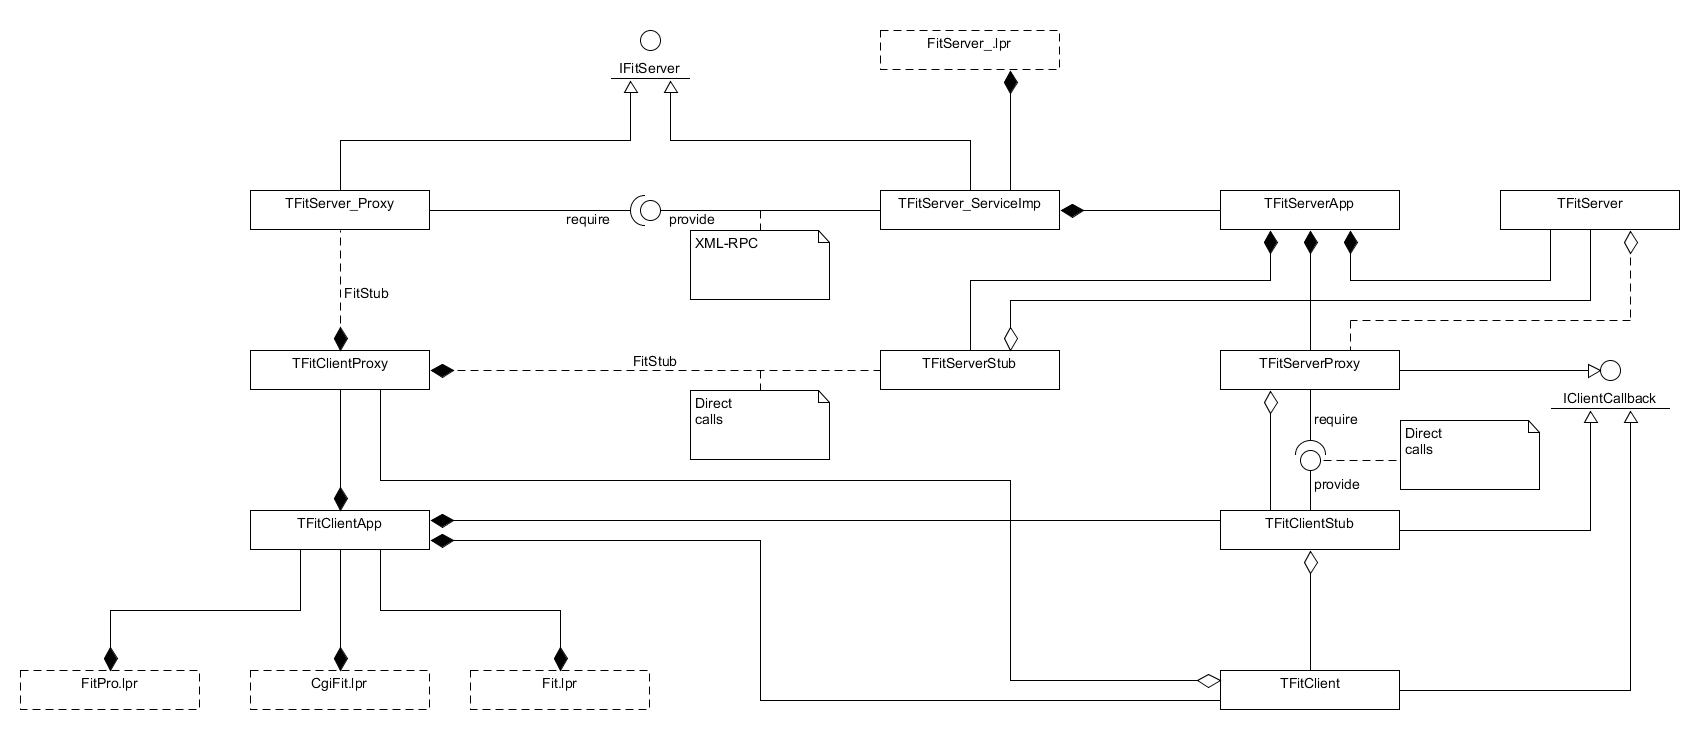 FitServer_.lpr
IFitServer
TFitServer_Proxy
TFitServer_ServiceImp
TFitServerApp
TFitServer
require
provide
XML-RPC
FitStub
TFitClientProxy
FitStub
TFitServerStub
TFitServerProxy
IClientCallback
Direct
calls
require
Direct
calls
provide
TFitClientApp
TFitClientStub
FitPro.lpr
CgiFit.lpr
Fit.lpr
TFitClient